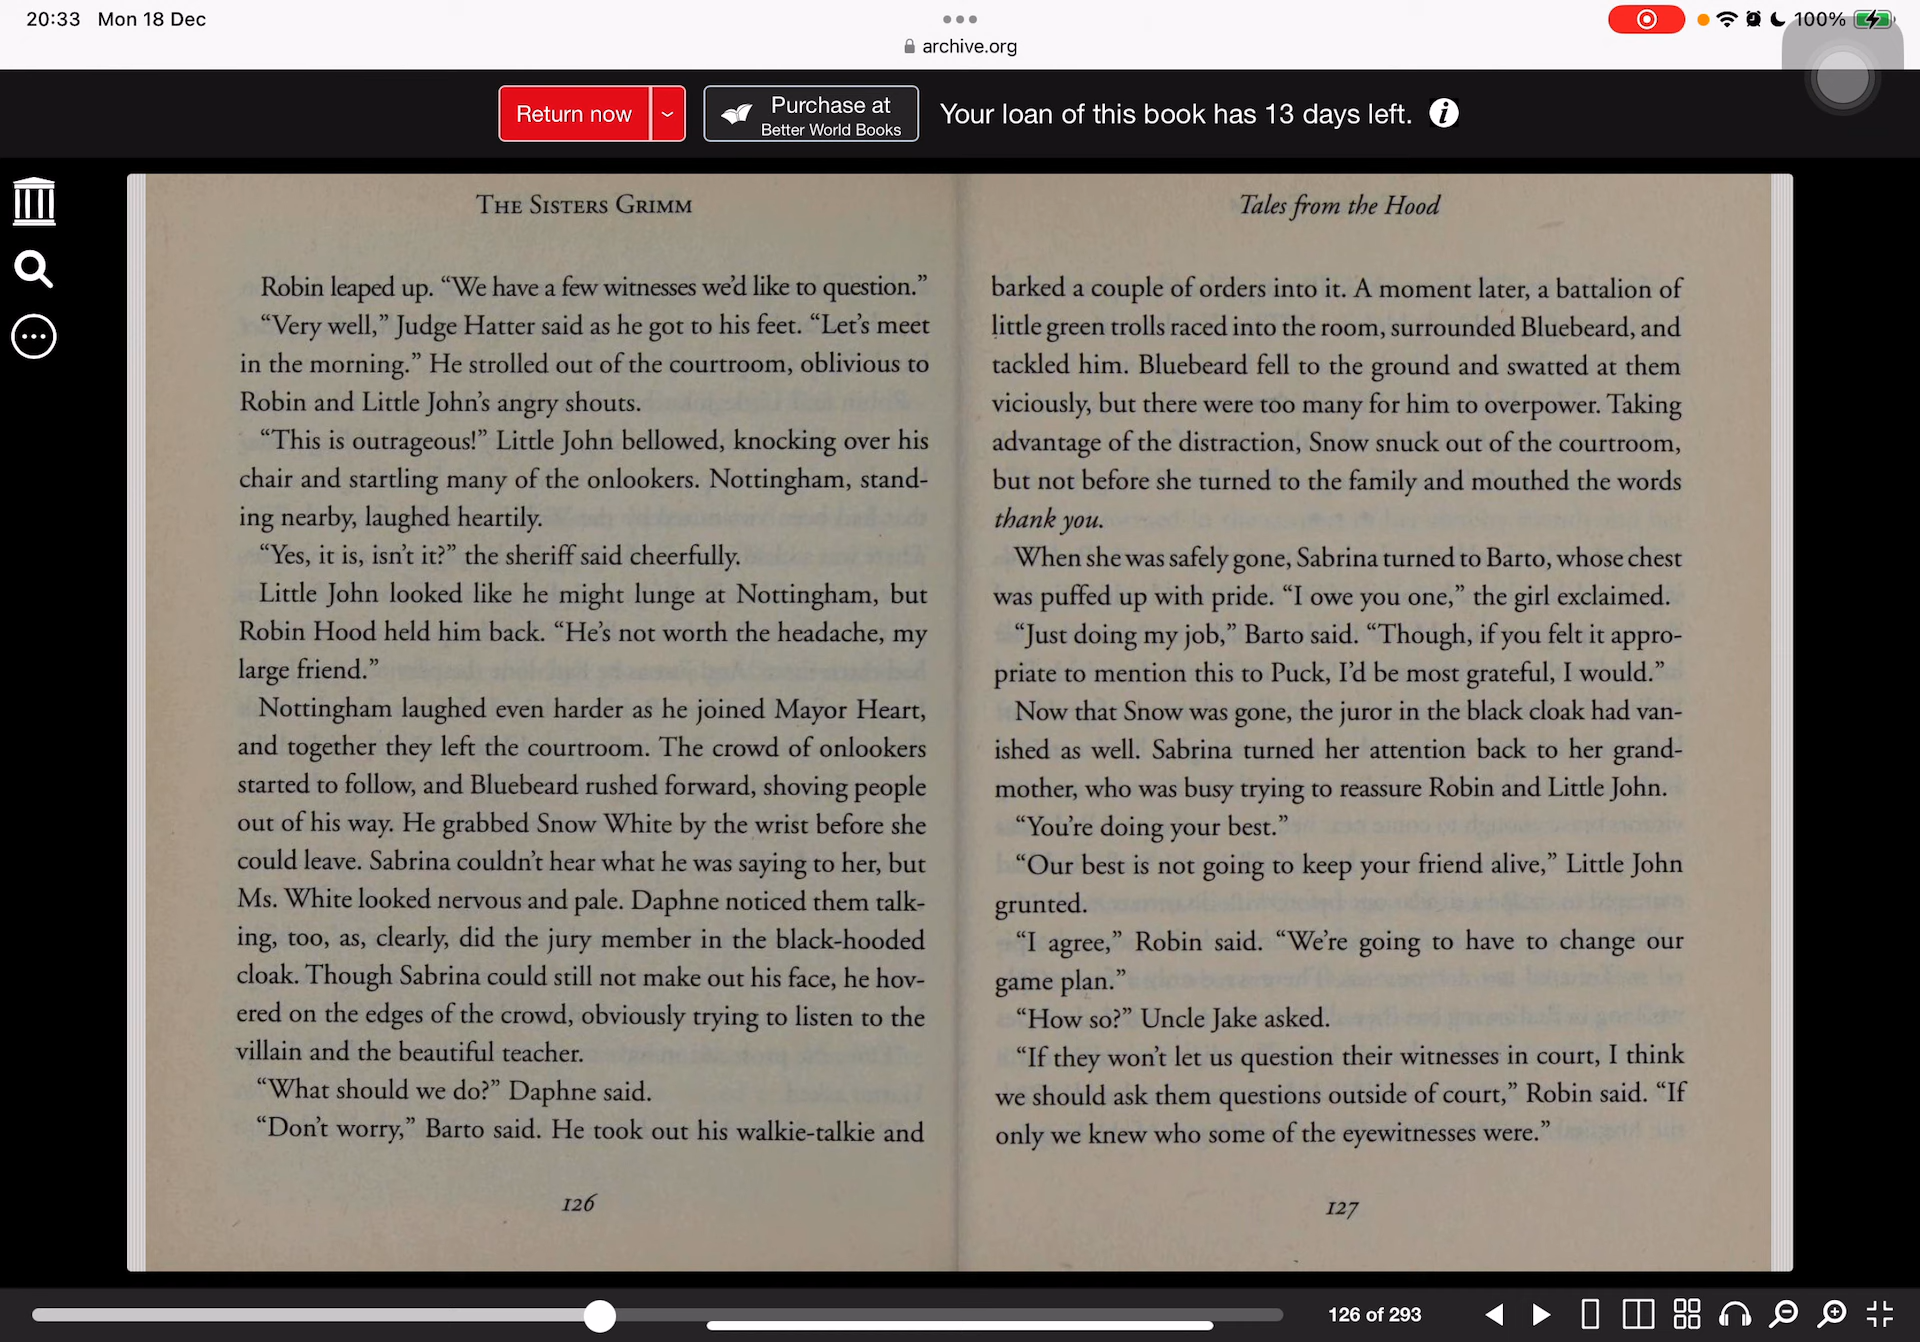 20:33 Mon 18 Dec
100%
archive.org
Return now
Purchase at
Better World Books
Your loan of this book has 13 days left.
THE SISTERS GRIMM
Robin leaped up. “We have a few witnesses we’d like to question.”
“Very well,” Judge Hatter said as he got to his feet. “Let’s meet
in the morning.” He strolled out of the courtroom, oblivious to
Robin and Little John’s angry shouts.
“This is outrageous!” Little John bellowed, knocking over his
chair and startling many of the onlookers. Nottingham, stand-
ing nearby, laughed heartily.
“Yes, it is, isn’t it?” the sheriff said cheerfully.
Little John looked like he might lunge at Nottingham, but
Robin Hood held him back. “He’s not worth the headache, my
large friend.”
Nottingham laughed even harder as he joined Mayor Heart,
and together they left the courtroom. The crowd of onlookers
started to follow, and Bluebeard rushed forward, shoving people
out of his way. He grabbed Snow White by the wrist before she
could leave. Sabrina couldn’t hear what he was saying to her, but
Ms. White looked nervous and pale. Daphne noticed them talk-
ing, too, as, clearly, did the jury member in the black-hooded
cloak. Though Sabrina could still not make out his face, he hov-
ered on the edges of the crowd, obviously trying to listen to the
villain and the beautiful teacher.
“What should we do?” Daphne said.
“Don’t worry,” Barto said. He took out his walkie-talkie and
126
Tales from the Hood
barked a couple of orders into it. A moment later, a battalion of
little green trolls raced into the room, surrounded Bluebeard, and
tackled him. Bluebeard fell to the ground and swatted at them
viciously, but there were too many for him to overpower. Taking
advantage of the distraction, Snow snuck out of the courtroom,
but not before she turned to the family and mouthed the words
thank you.
When she was safely gone, Sabrina turned to Barto, whose chest
was puffed up with pride. “I owe you one,” the girl exclaimed.
“Just doing my job,” Barto said. “Though, if you felt it appro-
priate to mention this to Puck, I’d be most grateful, I would.”
Now that Snow was gone, the juror in the black cloak had van-
ished as well. Sabrina turned her attention back to her grand-
mother, who was busy trying to reassure Robin and Little John.
“You’re doing your best.”
“Our best is not going to keep your friend alive,” Little John
grunted.
“I agree,” Robin said. “We’re going to have to change our
game plan.”
“How so?” Uncle Jake asked.
“If they won’t let us question their witnesses in court, I think
we should ask them questions outside of court,” Robin said. “If
only we knew who some of the eyewitnesses were.”
127
126 of 293